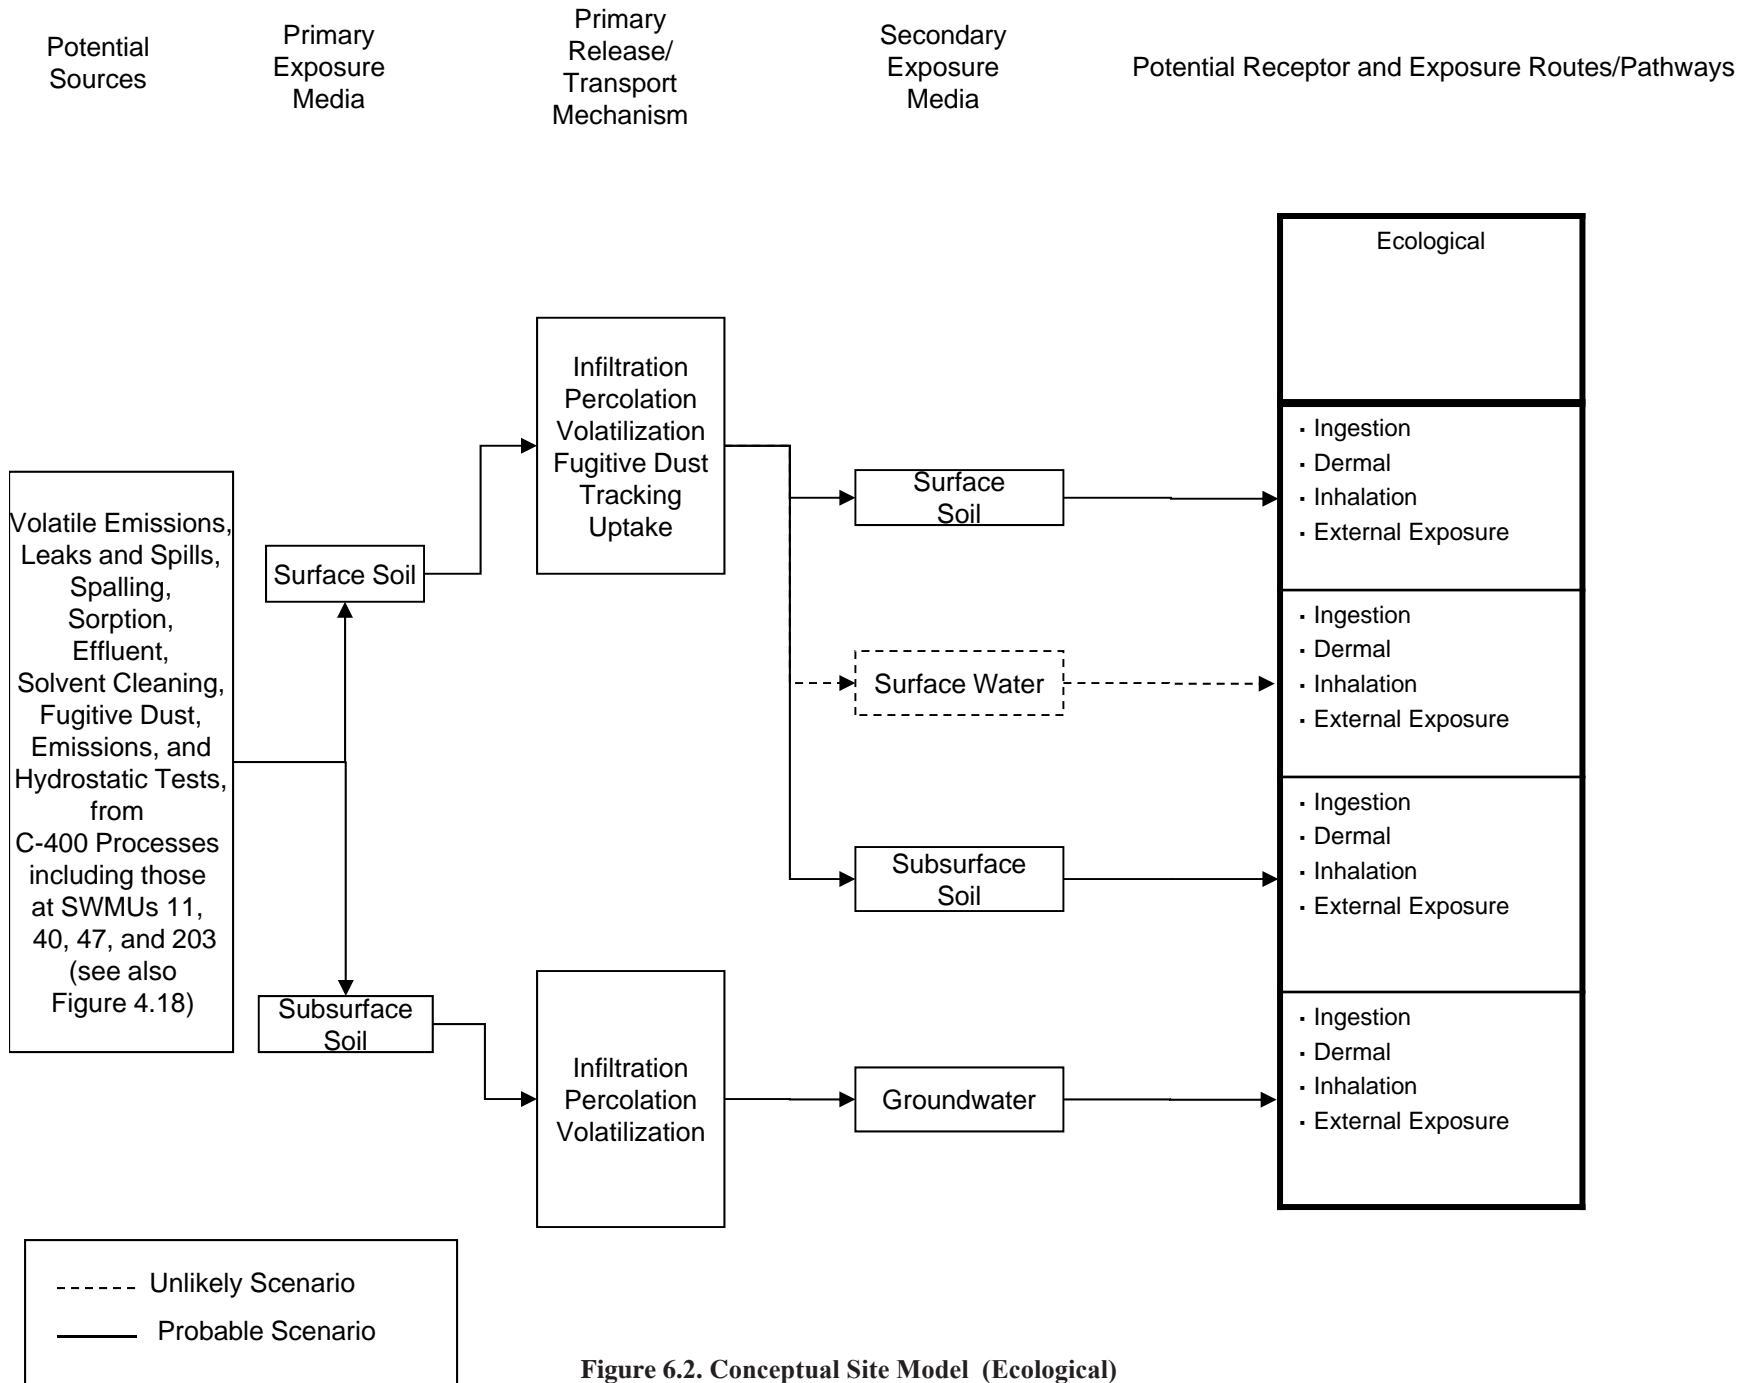 Potential
Sources
Primary
Exposure
Media
Primary
Release/
Transport
Mechanism
Secondary
Exposure
Media
Potential Receptor and Exposure Routes/Pathways
Volatile Emissions,
Leaks and Spills,
Spalling,
Sorption,
Effluent,
Solvent Cleaning,
Fugitive Dust,
Emissions, and
Hydrostatic Tests,
from
C-400 Processes
including those
at SWMUs 11,
40, 47, and 203
(see also
Figure 4.18)
Surface Soil
Subsurface
Soil
Infiltration
Percolation
Volatilization
Fugitive Dust
Tracking
Uptake
Infiltration
Percolation
Volatilization
Surface
Soil
Surface Water
Subsurface
Soil
Groundwater
Ecological
· Ingestion
· Dermal
· Inhalation
· External Exposure
· Ingestion
· Dermal
· Inhalation
· External Exposure
· Ingestion
· Dermal
· Inhalation
· External Exposure
· Ingestion
· Dermal
· Inhalation
· External Exposure
Unlikely Scenario
Probable Scenario
Figure 6.2. Conceptual Site Model (Ecological)